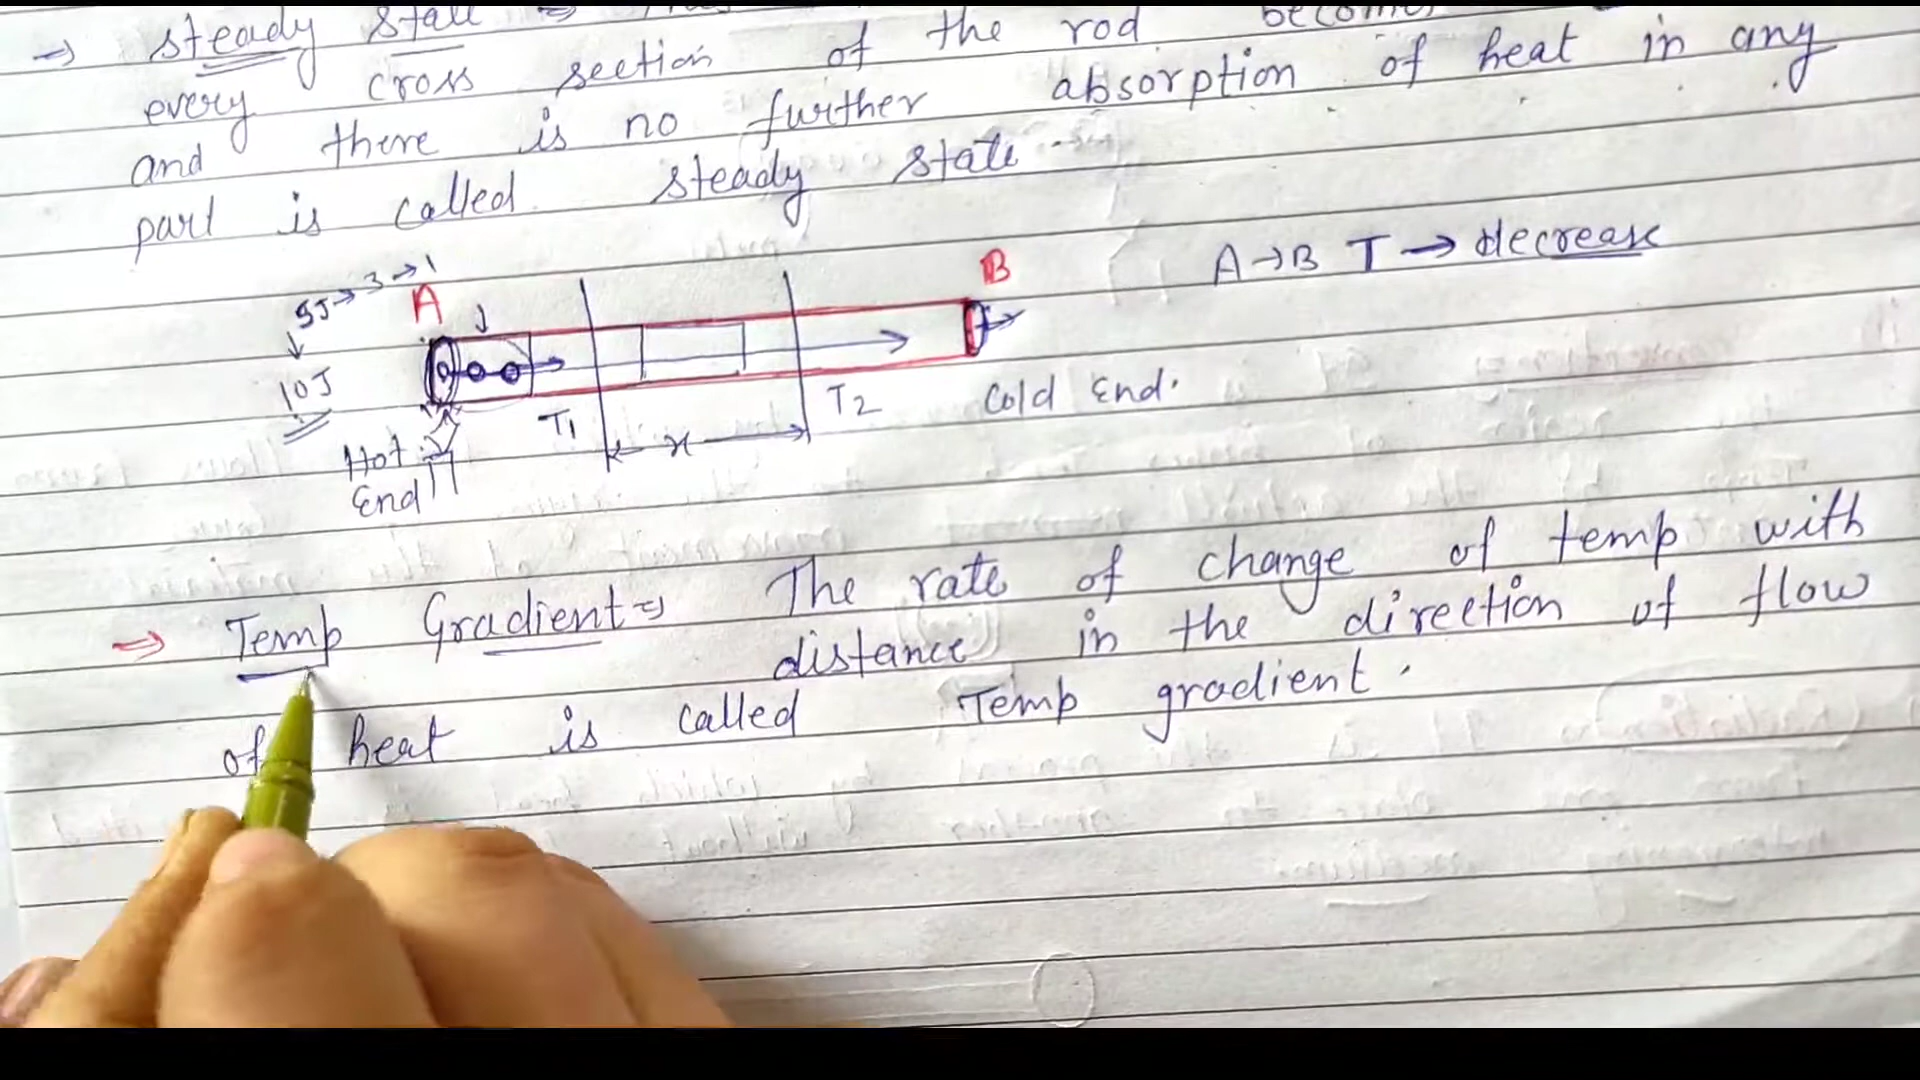 → steady state ⇒
every cross section of the rod becomes
and there is no further absorption of heat in any
part is called steady state
A→B T → decrease
5J→3→1
↓
10J
A
B
J
T1
T2
x
Hot
End
Cold End.
⇒ Temp Gradient ⇒ The rate of change of temp with
distance in the direction of flow
of heat is called Temp gradient.